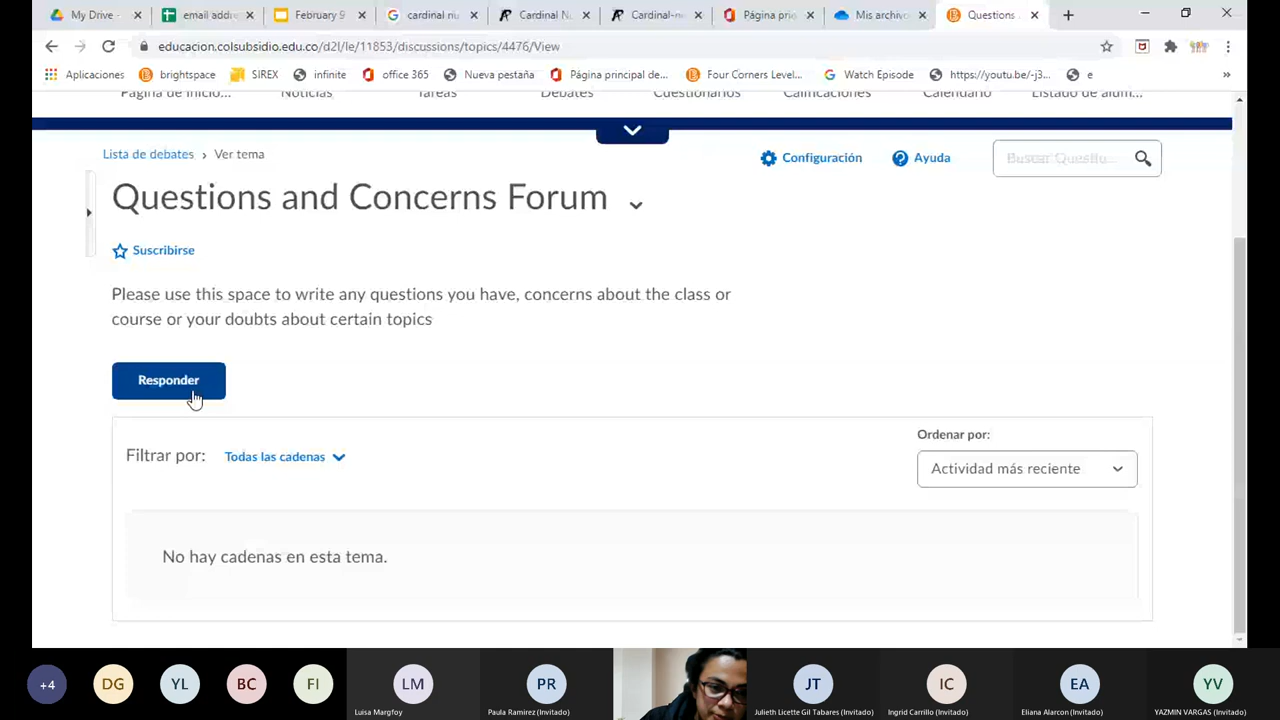 My Drive
email addre
February 9
cardinal nu
Cardinal Nu
Cardinal-ne
Página prin
Mis archivo
Questions
educacion.colsubsidio.edu.co/d2l/le/11853/discussions/topics/4476/View
Aplicaciones
brightspace
SIREX
infinite
office 365
Nueva pestaña
Página principal de...
Four Corners Level...
Watch Episode
https://youtu.be/-j3...
e
»
Página de inicio...
Noticias
Tareas
Debates
Cuestionarios
Calificaciones
Calendario
Listado de alum...
Lista de debates › Ver tema
Configuración
Ayuda
Questions and Concerns Forum
Suscribirse
Please use this space to write any questions you have, concerns about the class or
course or your doubts about certain topics
Responder
Filtrar por: Todas las cadenas
Ordenar por:
Actividad más reciente
No hay cadenas en esta tema.
+4
DG
YL
BC
FI
LM
Luisa Margfoy
PR
Paula Ramirez (Invitado)
JT
Julieth Licette Gil Tabares (Invitado)
IC
Ingrid Carrillo (Invitado)
EA
Eliana Alarcon (Invitado)
YV
YAZMIN VARGAS (Invitado)